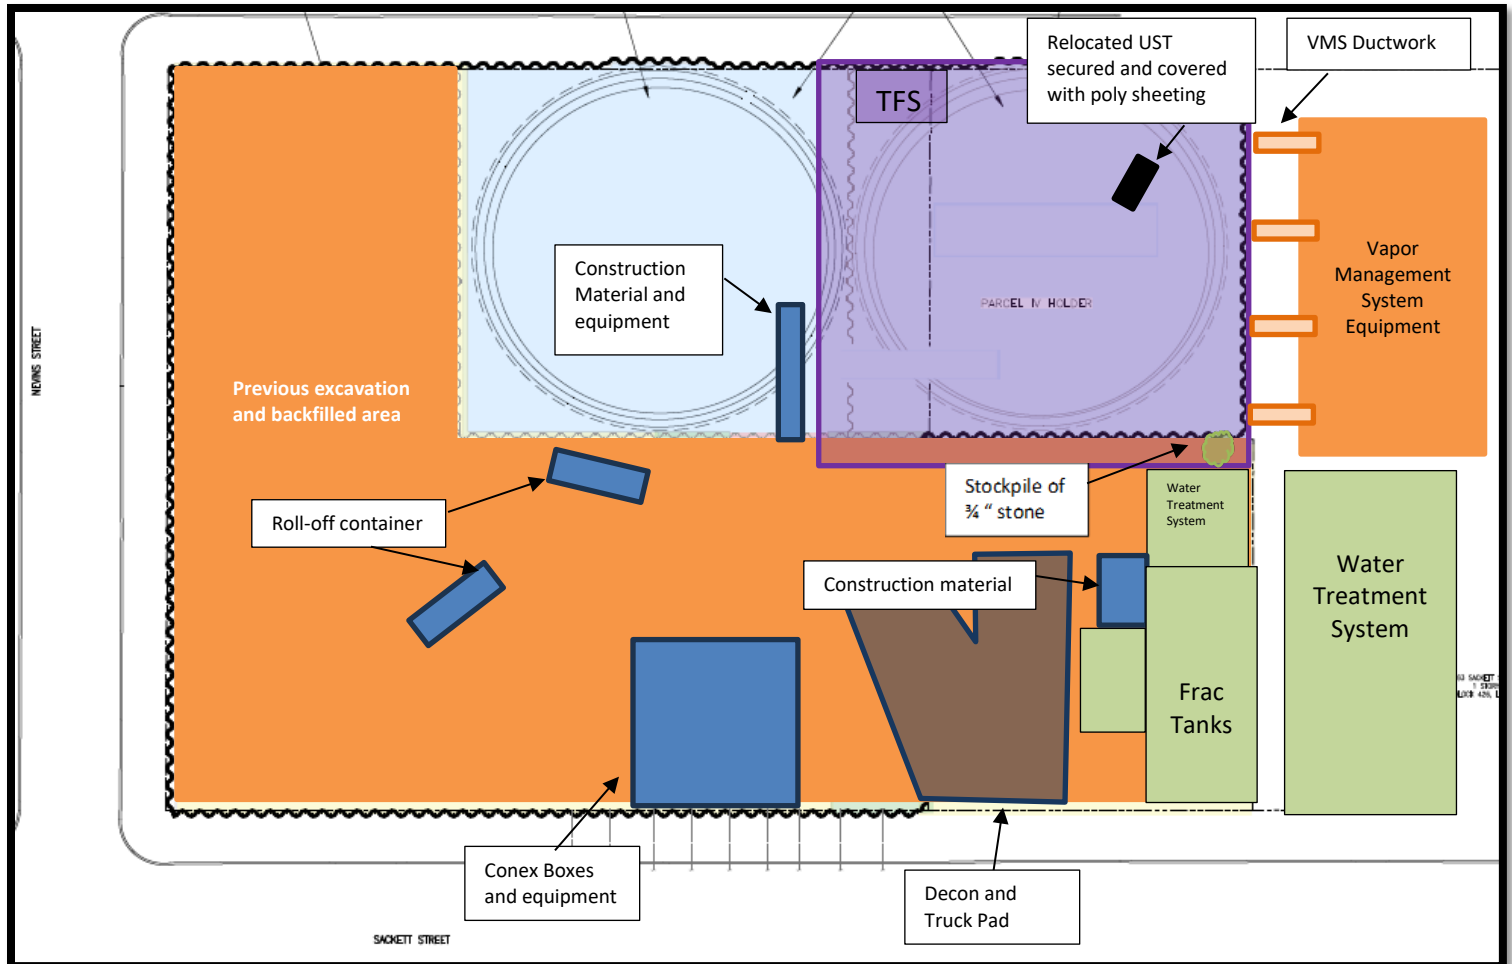 Relocated UST
secured and covered
with poly sheeting
VMS Ductwork
TFS
Construction
Material and
equipment
Vapor
Management
System
Equipment
PARCEL IV HOLDER
NEVINS STREET
Previous excavation
and backfilled area
Stockpile of
¾ “ stone
Water
Treatment
System
Roll-off container
Construction material
Water
Treatment
System
Frac
Tanks
Conex Boxes
and equipment
Decon and
Truck Pad
SACKETT STREET